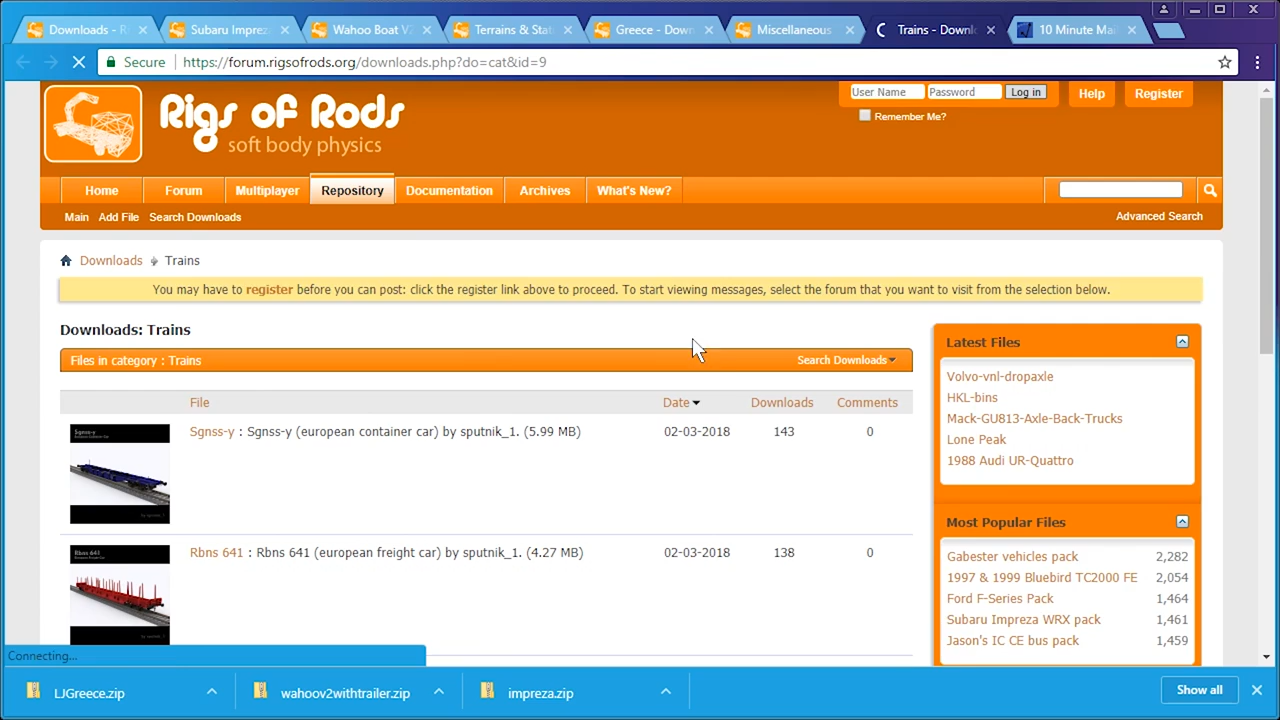 Downloads - R
Subaru Imprez
Wahoo Boat V2
Terrains & Stat
Greece - Down
Miscellaneous
Trains - Downl
10 Minute Mai
Secure https://forum.rigsofrods.org/downloads.php?do=cat&id=9
User Name Password Log in Help Register
Remember Me?
Rigs of Rods
soft body physics
Home Forum Multiplayer Repository Documentation Archives What's New?
Main Add File Search Downloads Advanced Search
Downloads Trains
You may have to register before you can post: click the register link above to proceed. To start viewing messages, select the forum that you want to visit from the selection below.
Downloads: Trains
Files in category : Trains Search Downloads
File Date Downloads Comments
Sgnss-y
Sgnss-y : Sgnss-y (european container car) by sputnik_1. (5.99 MB) 02-03-2018 143 0
Rbns 641
Rbns 641 : Rbns 641 (european freight car) by sputnik_1. (4.27 MB) 02-03-2018 138 0
Latest Files
Volvo-vnl-dropaxle
HKL-bins
Mack-GU813-Axle-Back-Trucks
Lone Peak
1988 Audi UR-Quattro
Most Popular Files
Gabester vehicles pack 2,282
1997 & 1999 Bluebird TC2000 FE 2,054
Ford F-Series Pack 1,464
Subaru Impreza WRX pack 1,461
Jason's IC CE bus pack 1,459
Connecting...
LJGreece.zip wahoov2withtrailer.zip impreza.zip Show all